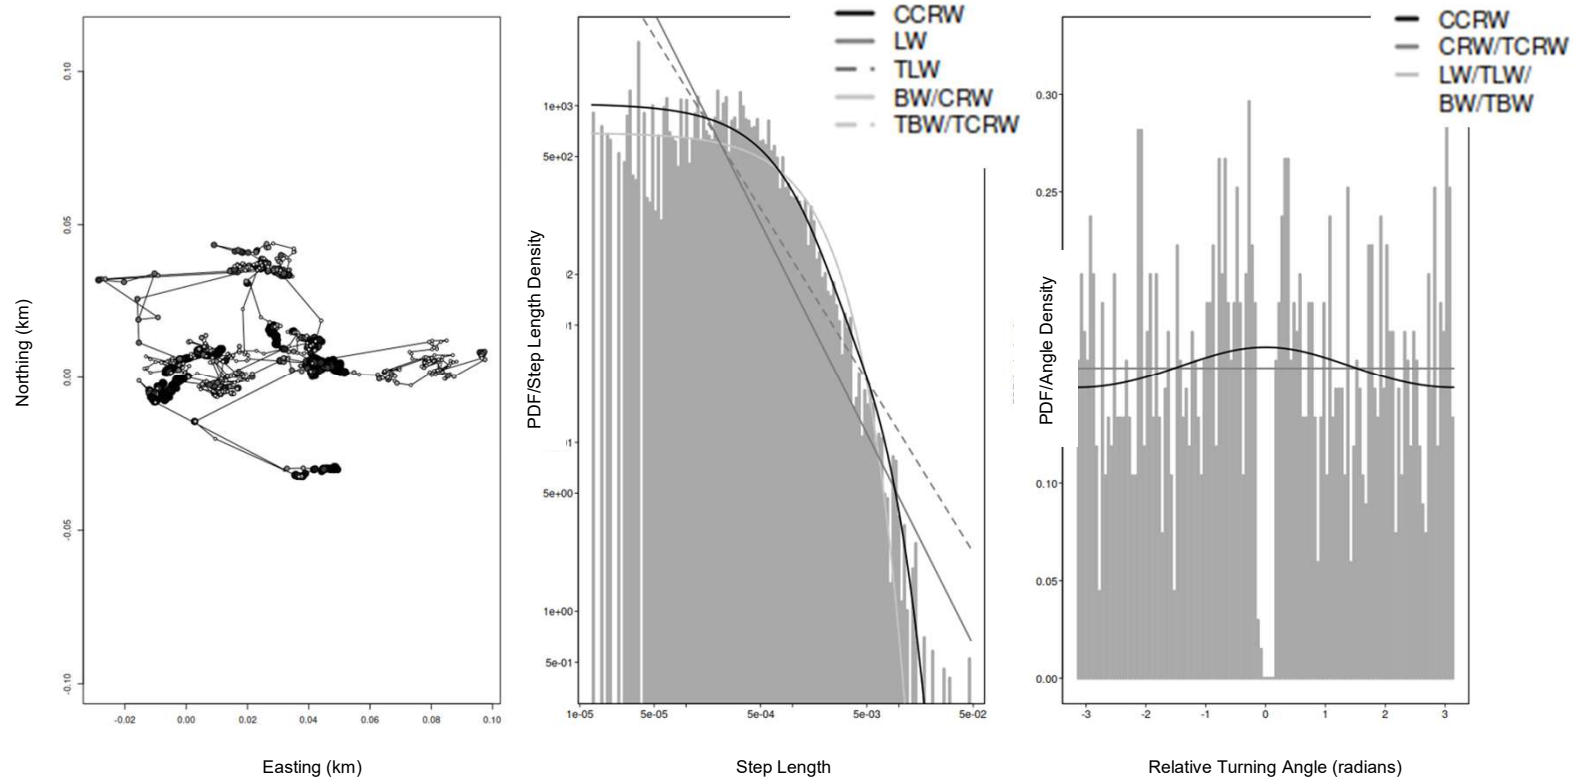 CCRW
LW
TLW
BW/CRW
TBW/TCRW
CCRW
CRW/TCRW
LW/TLW/
BW/TBW
Northing (km)
0.10
0.05
0.00
-0.05
-0.10
-0.02
0.00
0.02
0.04
0.06
0.08
0.10
Easting (km)
PDF/Step Length Density
1e+03
5e+02
5e+00
1e+00
5e-01
1e-05
5e-05
5e-04
5e-03
5e-02
Step Length
PDF/Angle Density
0.30
0.25
0.10
0.05
0.00
-3
-2
-1
0
1
2
3
Relative Turning Angle (radians)